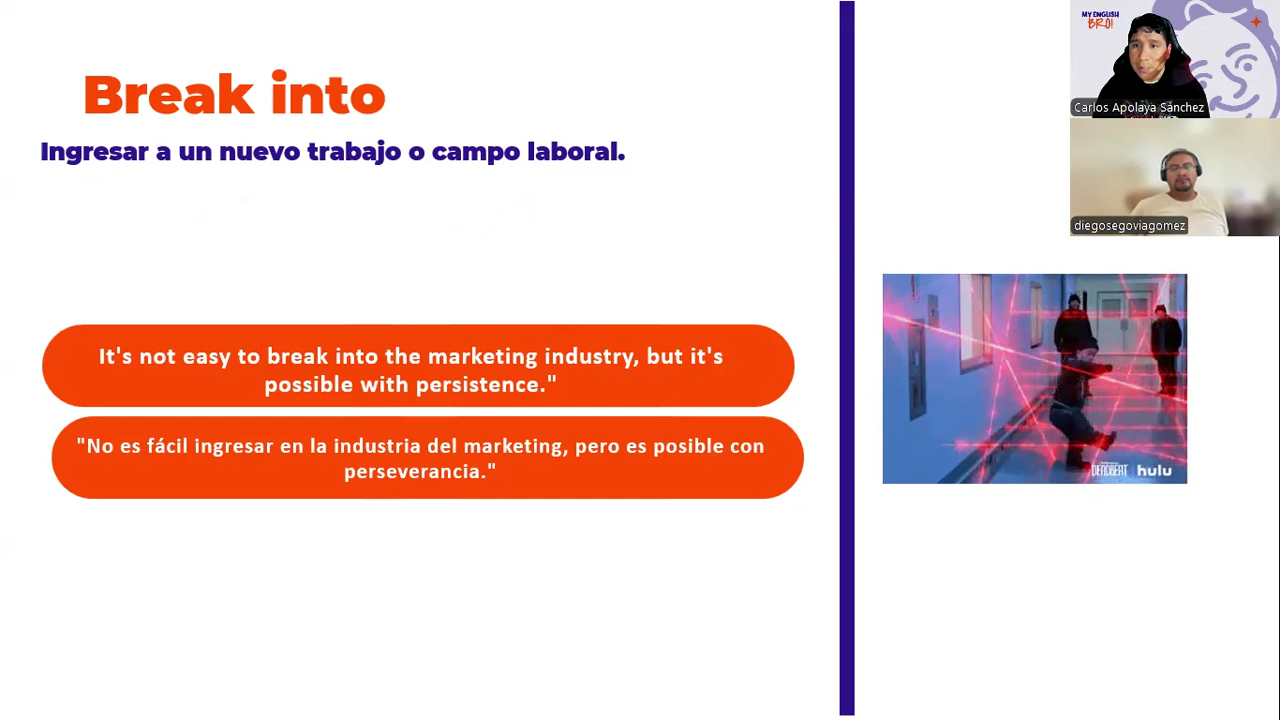 Break into
Ingresar a un nuevo trabajo o campo laboral.
It's not easy to break into the marketing industry, but it's
possible with persistence."
"No es fácil ingresar en la industria del marketing, pero es posible con
perseverancia."
MY ENGLISH
BRO!
Carlos Apolaya Sánchez
diegosegoviagomez
DEADBEAT hulu